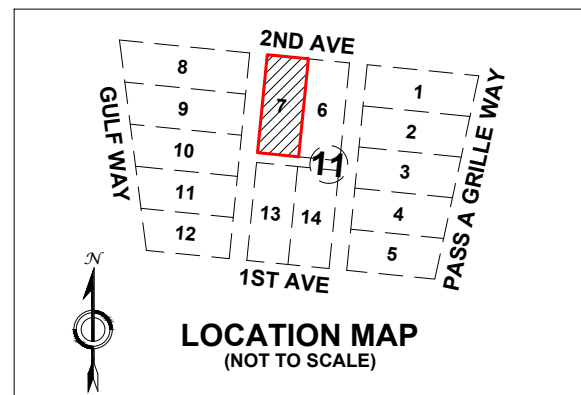 2ND AVE
8
9
10
11
12
7
6
11
13
14
1
2
3
4
5
GULF WAY
PASS A GRILLE WAY
1ST AVE
N
LOCATION MAP
(NOT TO SCALE)